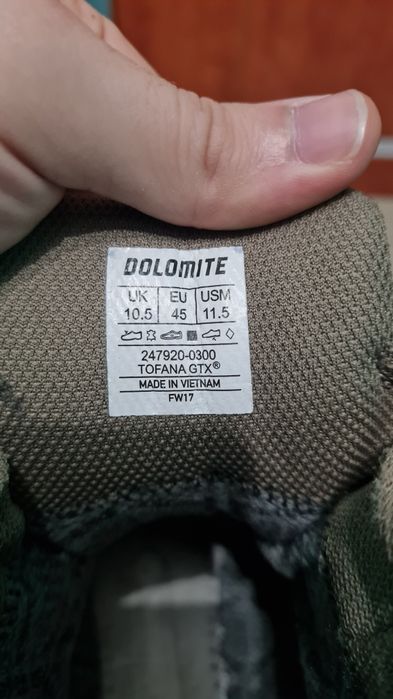 DOLOMITE
UK EU USM
10.5 45 11.5
247920-0300
TOFANA GTX®
MADE IN VIETNAM
FW17